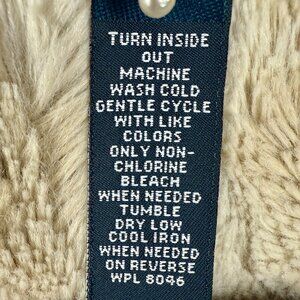 TURN INSIDE
OUT
MACHINE
WASH COLD
GENTLE CYCLE
WITH LIKE
COLORS
ONLY NON-
CHLORINE
BLEACH
WHEN NEEDED
TUMBLE
DRY LOW
COOL IRON
WHEN NEEDED
ON REVERSE
WPL 8046